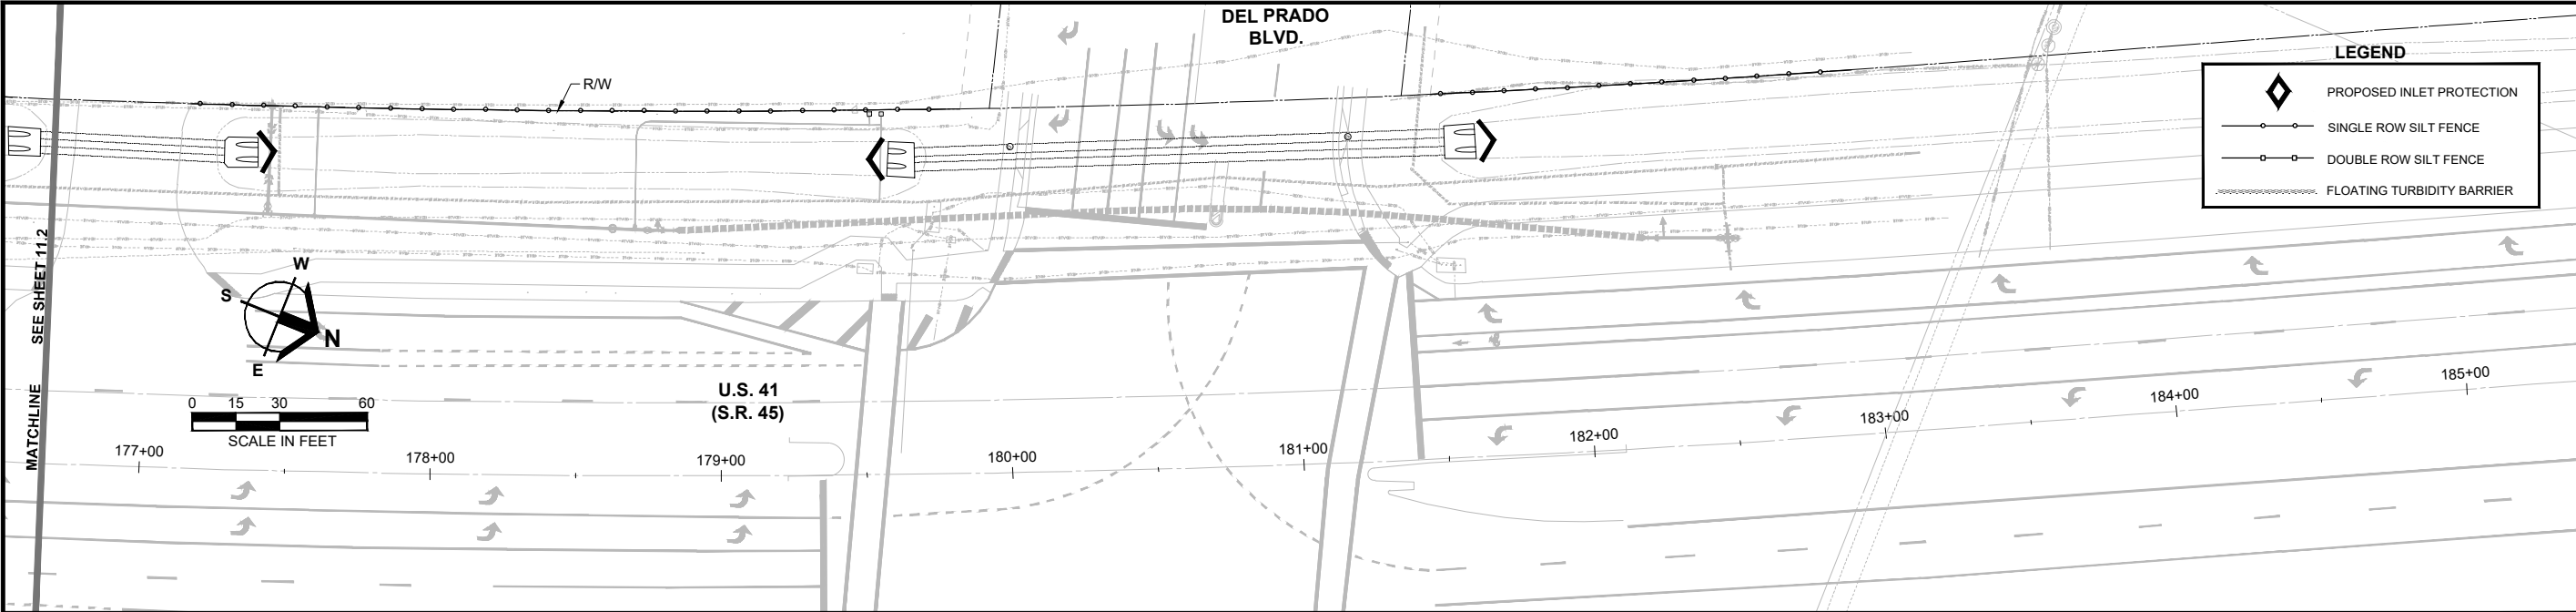 DEL PRADO
BLVD.
R/W
LEGEND
PROPOSED INLET PROTECTION
SINGLE ROW SILT FENCE
DOUBLE ROW SILT FENCE
FLOATING TURBIDITY BARRIER
MATCHLINE SEE SHEET 11.2
W
S
N
E
0 15 30 60
SCALE IN FEET
U.S. 41
(S.R. 45)
177+00
178+00
179+00
180+00
181+00
182+00
183+00
184+00
185+00